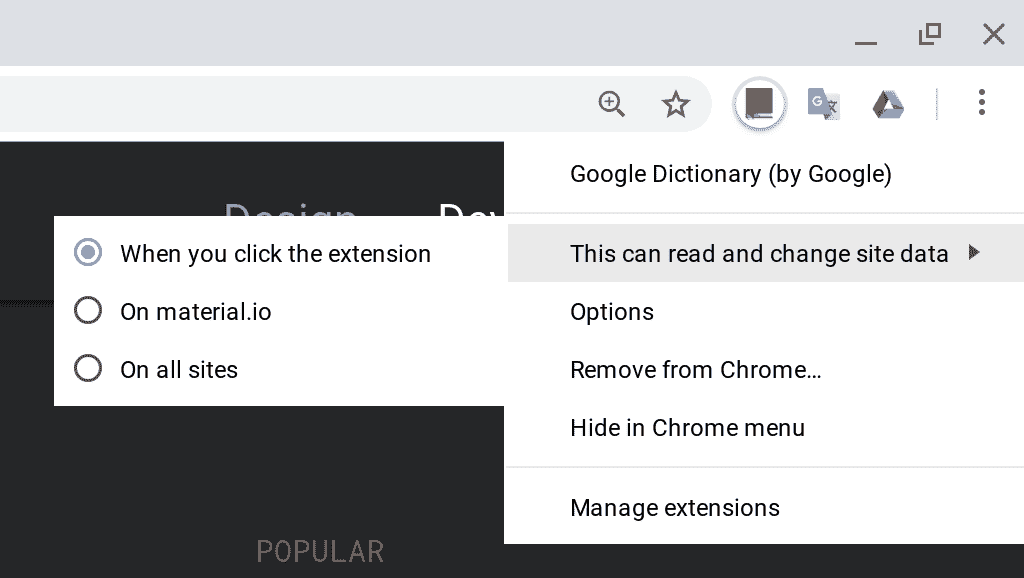 Google Dictionary (by Google)
This can read and change site data
Options
Remove from Chrome...
Hide in Chrome menu
Manage extensions
When you click the extension
On material.io
On all sites
Design
POPULAR